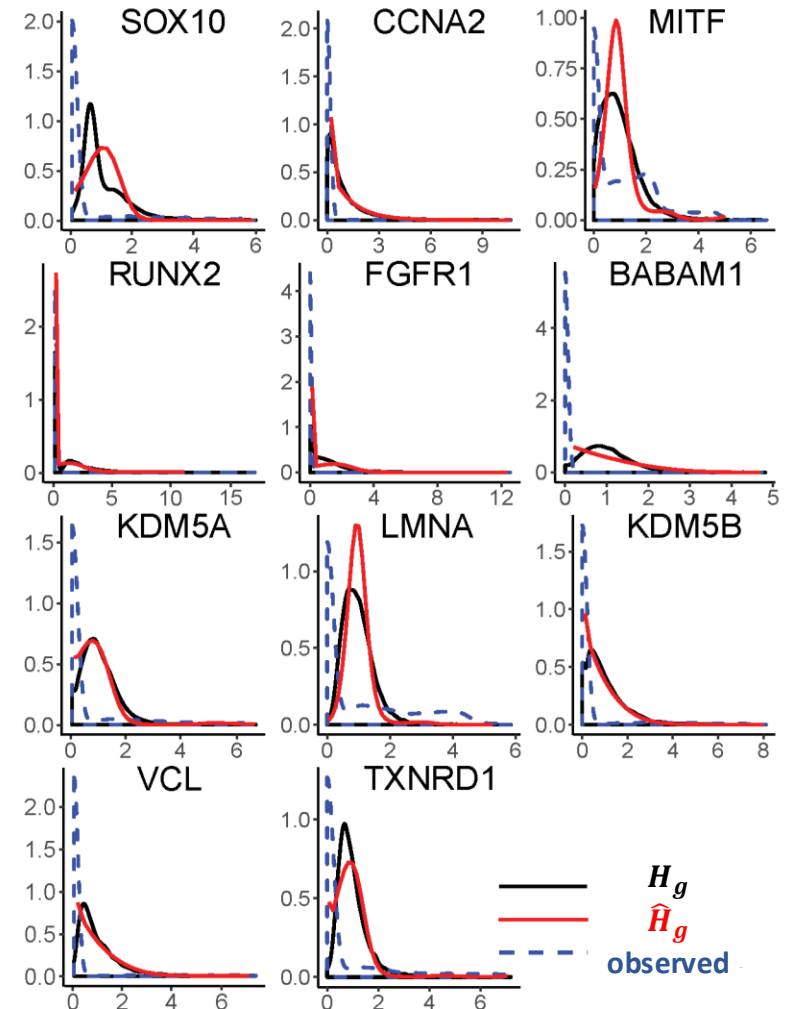 SOX10 CCNA2 MITF
2.0 2.0 1.00
1.5 1.5 0.75
1.0 1.0 0.50
0.5 0.5 0.25
0.0 0.0 0.00
0 2 4 6 0 3 6 9 0 2 4 6
RUNX2 FGFR1 BABAM1
2 1 0 4 3 2 1 0 4 2 0
0 5 10 15 0 4 8 12 0 1 2 3 4 5
KDM5A LMNA KDM5B
1.5 1.0 1.5
1.0 0.5 1.0
0.5 0.0 0.5
0.0 0.0
0 2 4 6 0 2 4 6 0 2 4 6 8
VCL TXNRD1
2.0 1.0
1.5 0.5
1.0 0.0
0.5
0.0
0 2 4 6 0 2 4 6
H_g
Ĥ_g
observed